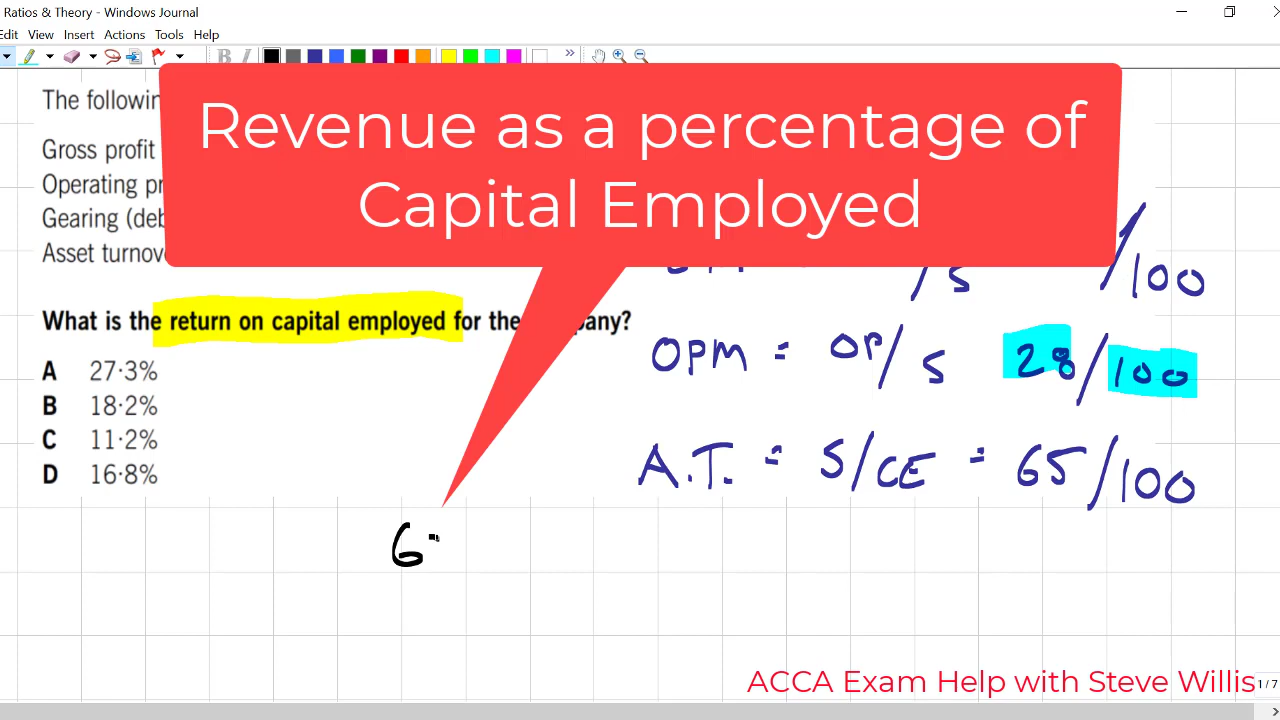 Ratios & Theory - Windows Journal
Edit View Insert Actions Tools Help
Revenue as a percentage of
Capital Employed
The followin
Gross profit
Operating pr
Gearing (deb
Asset turnov
What is the return on capital employed for the pany?
A 27·3%
B 18·2%
C 11·2%
D 16·8%
/ S /100
OPM = OP/S 28/100
A.T. = S/CE = 65/100
6
ACCA Exam Help with Steve Willis
1 / 7